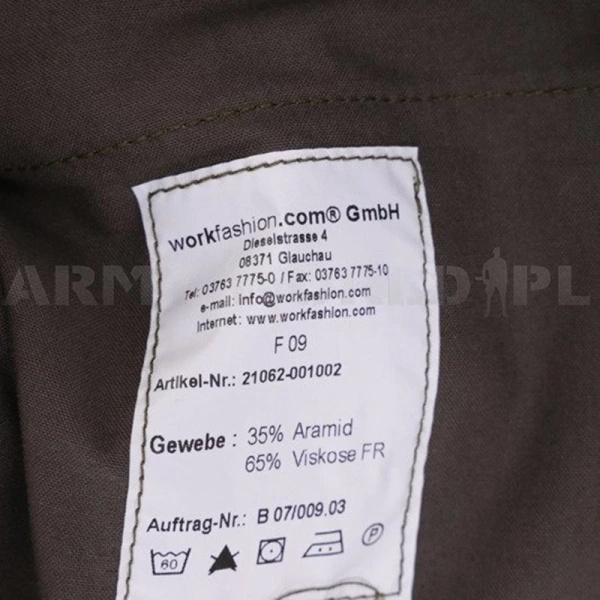 workfashion.com® GmbH
Dieselstrasse 4
08371 Glauchau
Tel: 03763 7775-0 / Fax: 03763 7775-10
e-mail: info@workfashion.com
Internet: www.workfashion.com
F 09
Artikel-Nr.: 21062-001002
Gewebe : 35% Aramid
65% Viskose FR
Auftrag-Nr.: B 07/009.03
60 P